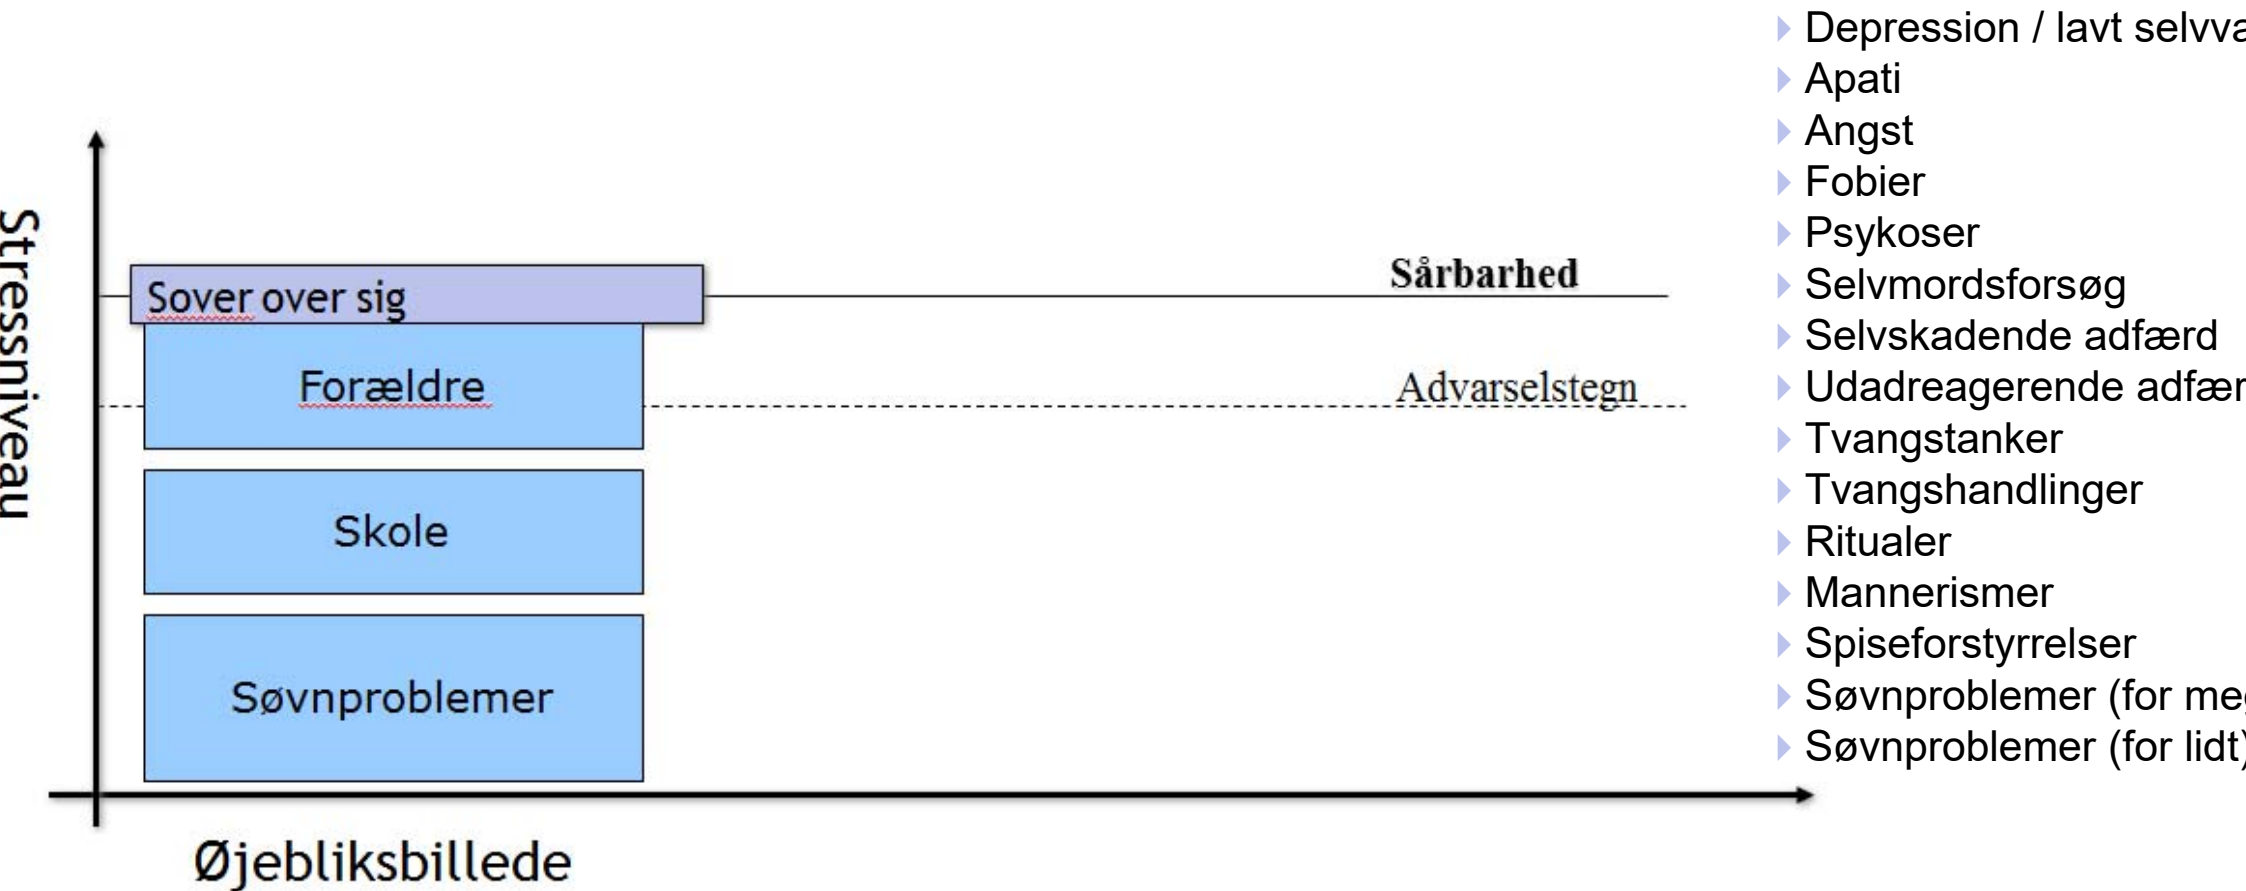 Depression / lavt
Apati
Angst
Fobier
Psykoser
Selvmordsforsøg
Selvskadende adfærd
Udadreagerende
Tvangstanker
Tvangshandlinger
Ritualer
Mannerismer
Spiseforstyrrelser
Søvnproblemer (for
Søvnproblemer (for lidt)
Stressniveau
Sårbarhed
Sover over sig
Forældre
Advarselstegn
Skole
Søvnproblemer
Øjebliksbillede